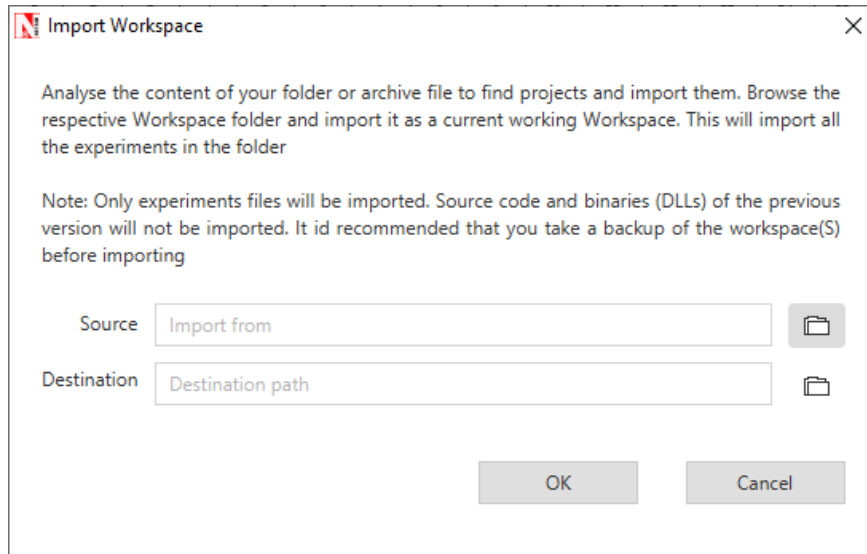 Import Workspace
Analyse the content of your folder or archive file to find projects and import them. Browse the
respective Workspace folder and import it as a current working Workspace. This will import all
the experiments in the folder
Note: Only experiments files will be imported. Source code and binaries (DLLs) of the previous
version will not be imported. It id recommended that you take a backup of the workspace(S)
before importing
Source
Import from
Destination
Destination path
OK
Cancel